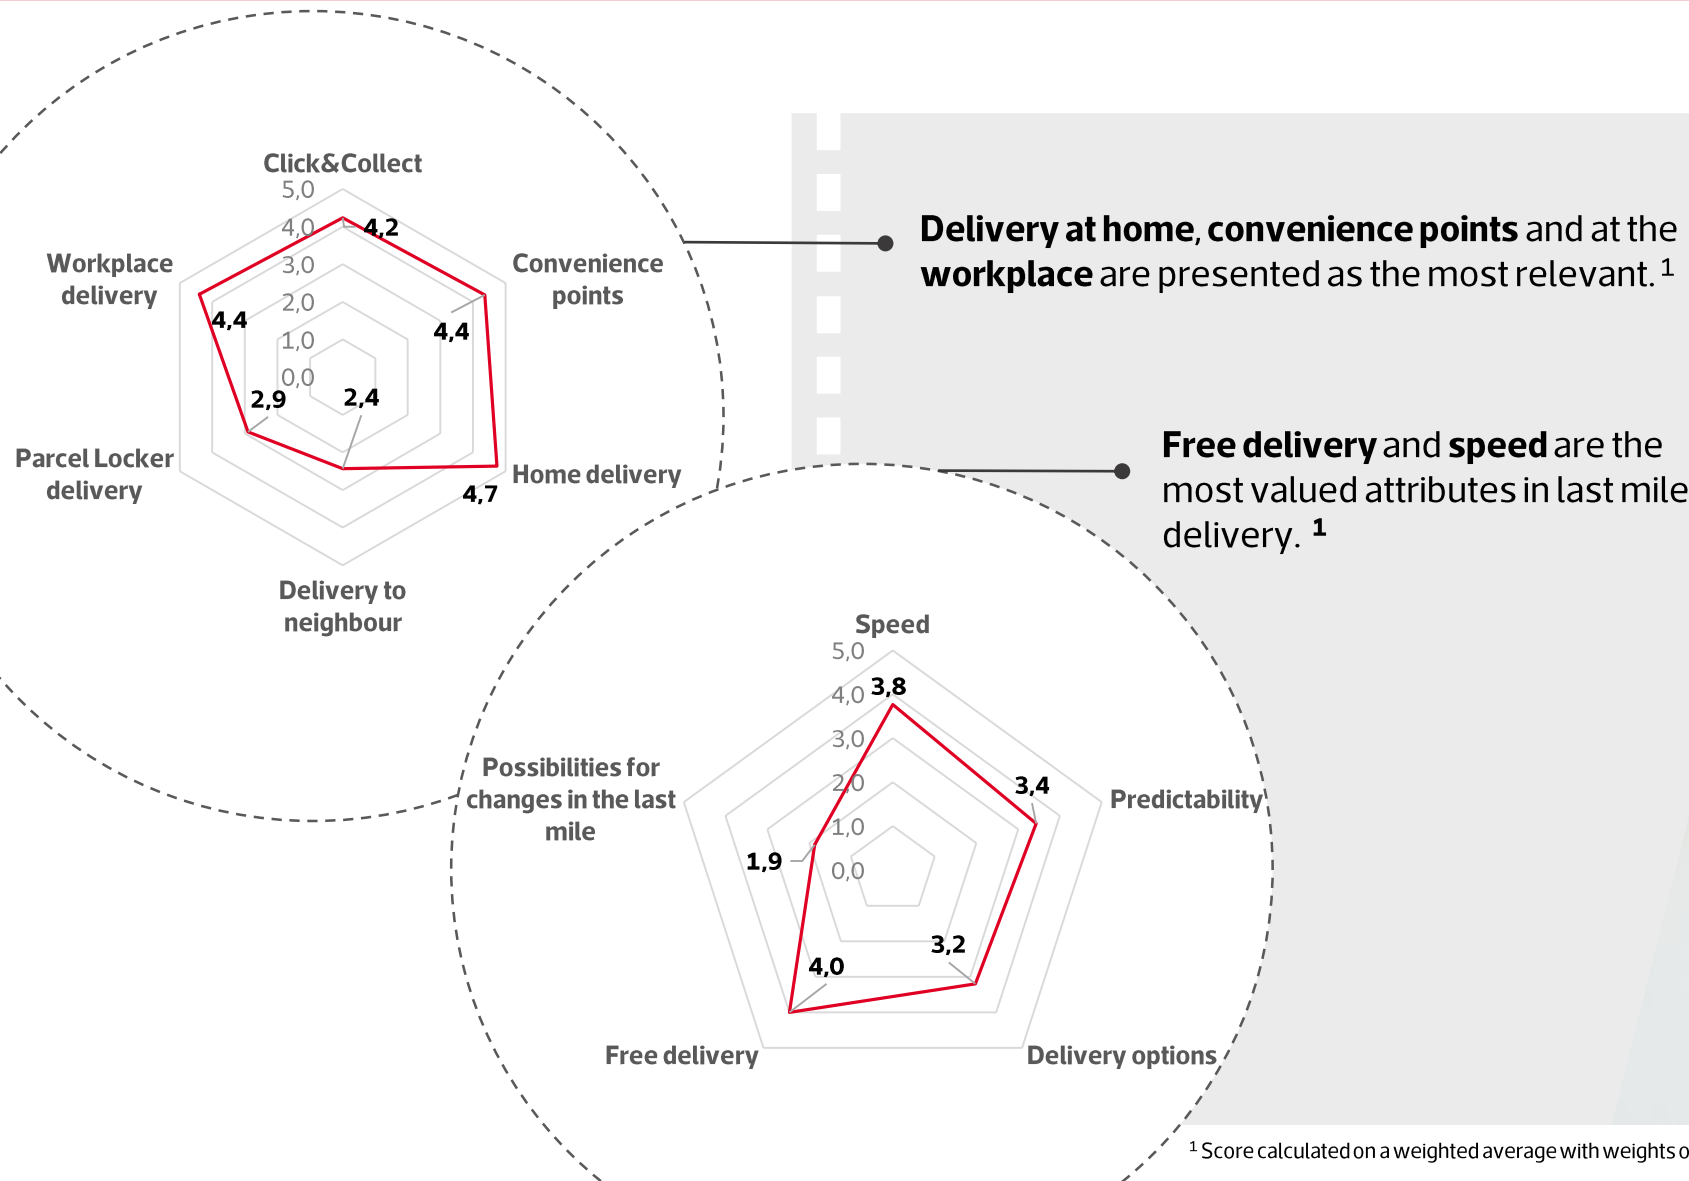 Click&Collect
5,0
4,0
3,0
2,0
1,0
0,0
4,2
Convenience
points
4,4
Home delivery
4,7
Delivery to
neighbour
2,4
Parcel Locker
delivery
2,9
Workplace
delivery
4,4
Delivery at home, convenience points and at the
workplace are presented as the most relevant. 1
Free delivery and speed are the
most valued attributes in last mile
delivery. 1
Speed
5,0
4,0
3,0
2,0
1,0
0,0
3,8
Predictability
3,4
Delivery options
3,2
Free delivery
4,0
Possibilities for
changes in the last
mile
1,9
1 Score calculated on a weighted average with weights